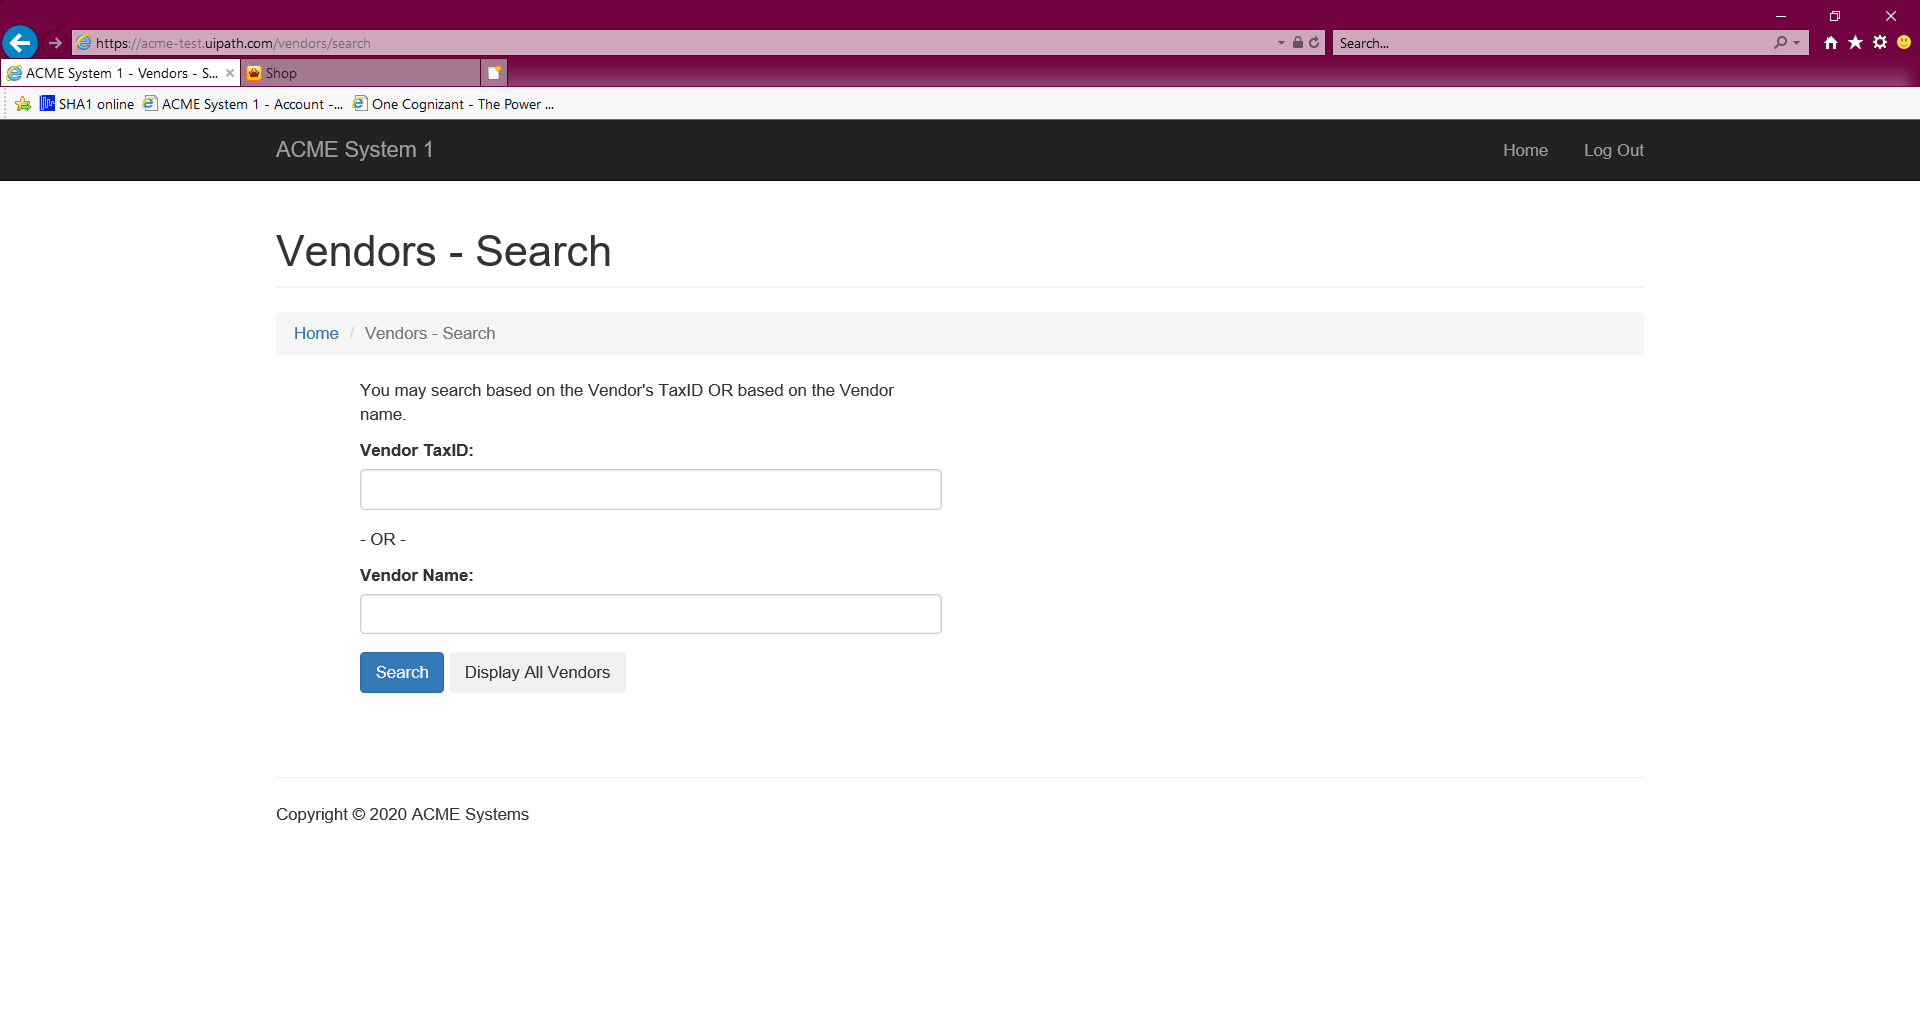 https://acme-test.uipath.com/vendors/search
Search...
ACME System 1 - Vendors - S...
Shop
SHA1 online
ACME System 1 - Account -...
One Cognizant - The Power ...
ACME System 1
Home
Log Out
Vendors - Search
Home / Vendors - Search
You may search based on the Vendor's TaxID OR based on the Vendor
name.
Vendor TaxID:
- OR -
Vendor Name:
Search
Display All Vendors
Copyright © 2020 ACME Systems